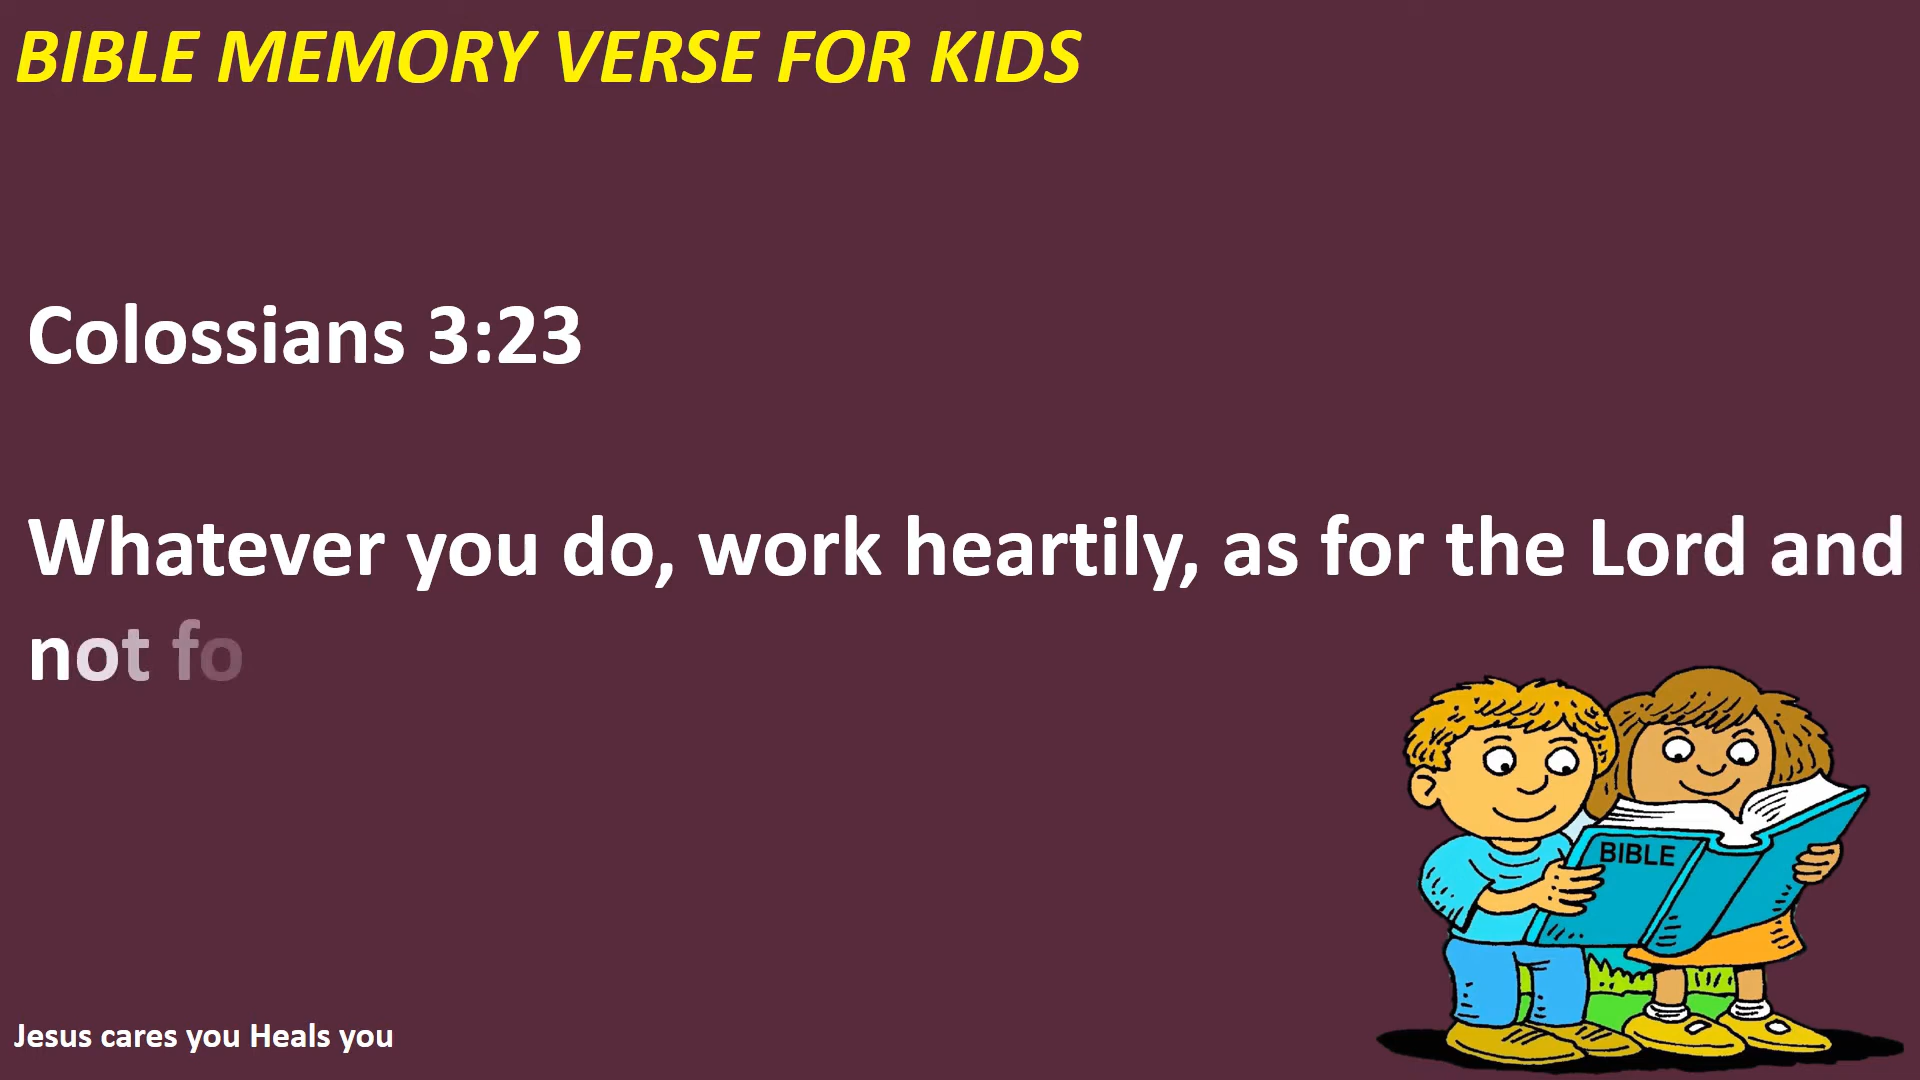 BIBLE MEMORY VERSE FOR KIDS
Colossians 3:23
Whatever you do, work heartily, as for the Lord and
not fo
BIBLE
Jesus cares you Heals you